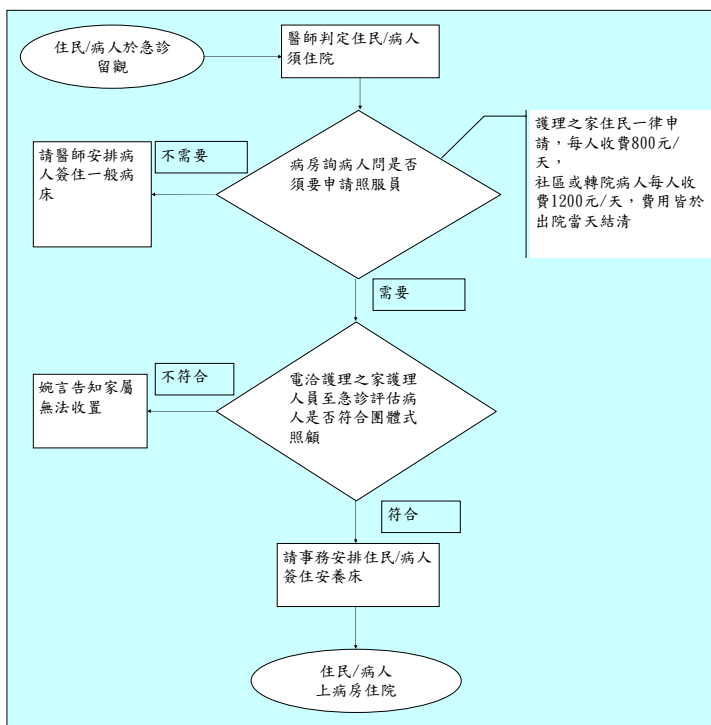 住民/病人於急診
留觀
醫師判定住民/病人
須住院
護理之家住民一律申
請，每人收費800元/
天，
社區或轉院病人每人收
費1200元/天，費用皆於
出院當天結清
請醫師安排病
人簽住一般病
床
不需要
病房詢病人問是否
須要申請照服員
需要
婉言告知家屬
無法收置
不符合
電洽護理之家護理
人員至急診評估病
人是否符合團體式
照顧
符合
請事務安排住民/病人
簽住安養床
住民/病人
上病房住院